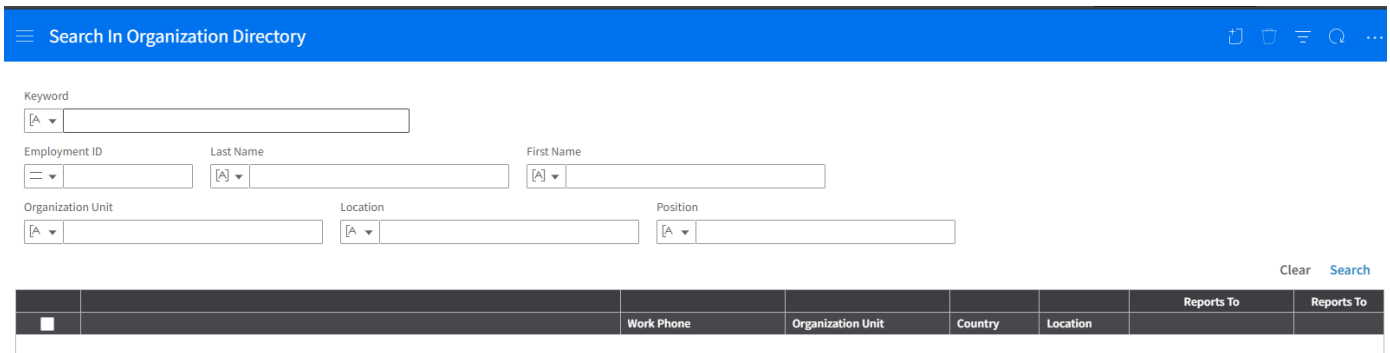 Search In Organization Directory
Keyword
[A
Employment ID Last Name First Name
[A] [A]
Organization Unit Location Position
[A [A [A
Clear Search
Reports To Reports To
Work Phone Organization Unit Country Location